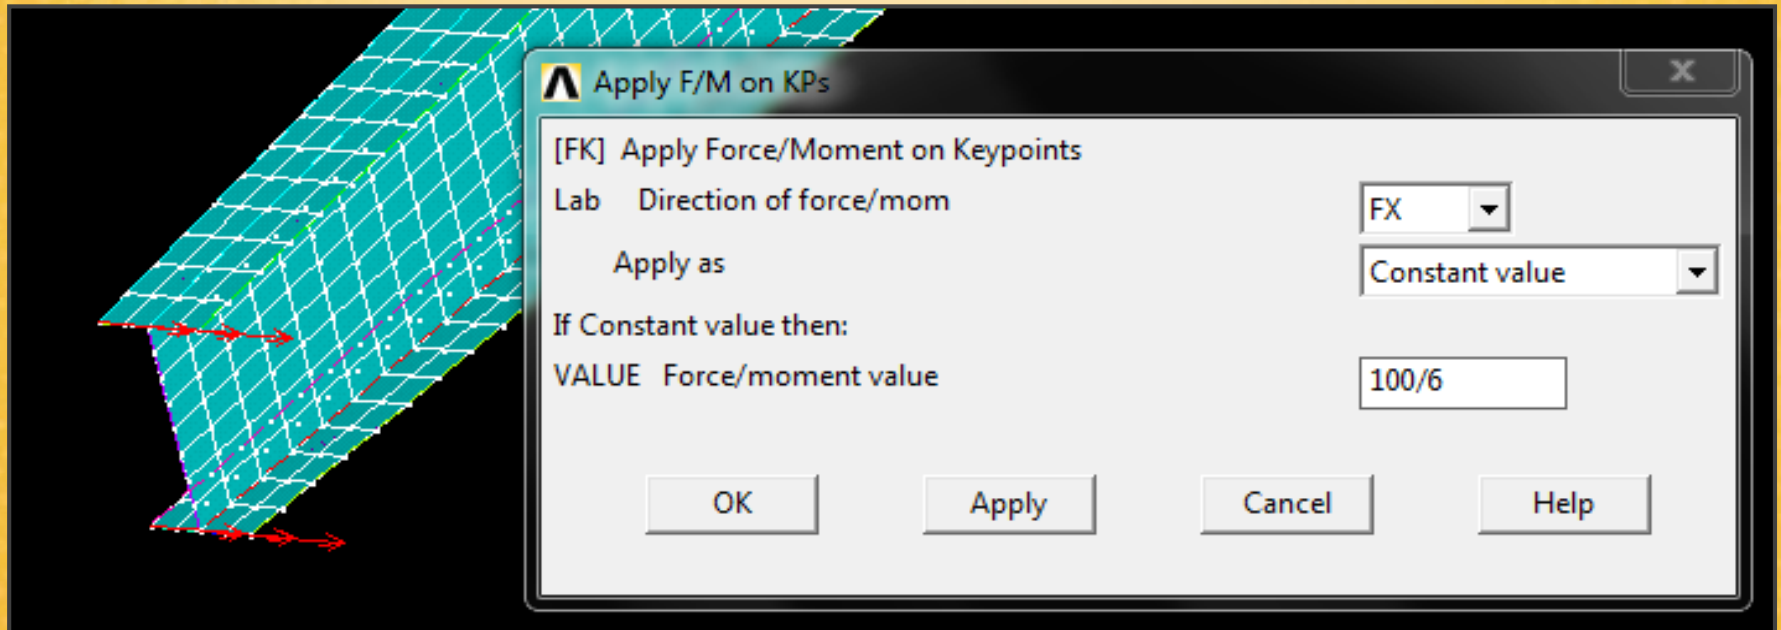 Apply F/M on KPs
[FK] Apply Force/Moment on Keypoints
Lab Direction of force/mom FX
Apply as Constant value
If Constant value then:
VALUE Force/moment value 100/6
OK Apply Cancel Help